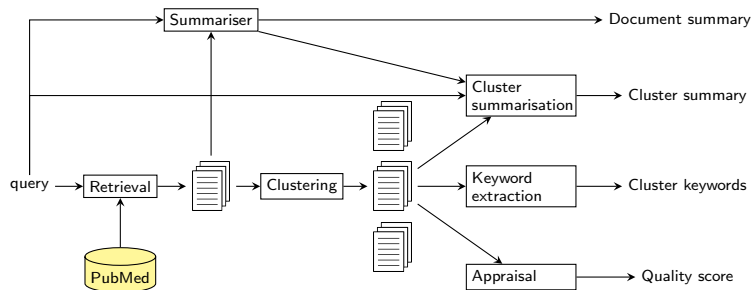 Summariser
Document summary
Cluster
summarisation
Cluster summary
query
Retrieval
Clustering
Keyword
extraction
Cluster keywords
PubMed
Appraisal
Quality score